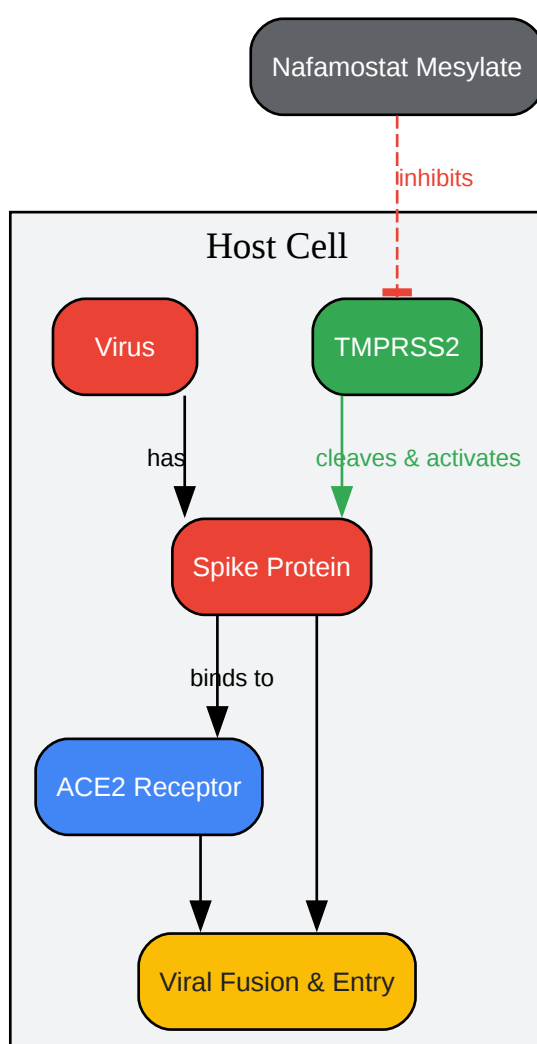 Nafamostat Mesylate
inhibits
Host Cell
Virus
TMPRSS2
has
cleaves & activates
Spike Protein
binds to
ACE2 Receptor
Viral Fusion & Entry